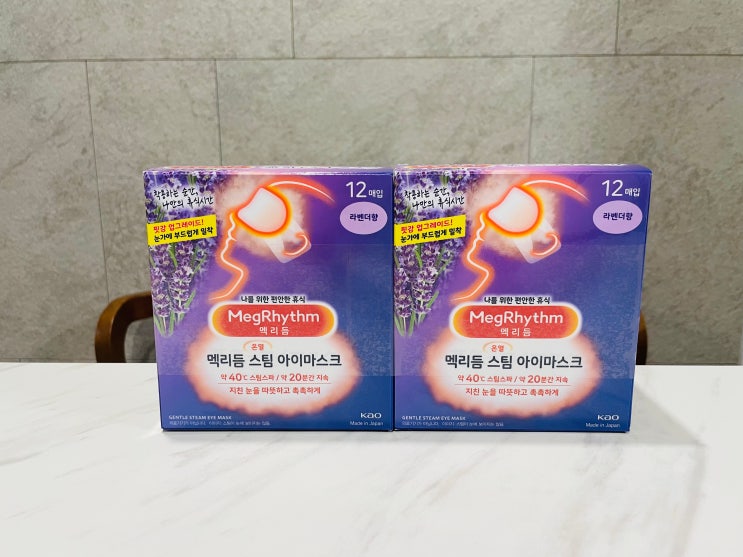 착용하는 순간,
나만의 휴식시간
12매입
라벤더향
핏감 업그레이드!
눈가에 부드럽게 밀착
나를 위한 편안한 휴식
MegRhythm
멕리듬
온열
멕리듬 스팀 아이마스크
약 40℃ 스팀스파 / 약 20분간 지속
지친 눈을 따뜻하고 촉촉하게
GENTLE STEAM EYE MASK
Kao
Made in Japan
착용하는 순간,
나만의 휴식시간
12매입
라벤더향
핏감 업그레이드!
눈가에 부드럽게 밀착
나를 위한 편안한 휴식
MegRhythm
멕리듬
온열
멕리듬 스팀 아이마스크
약 40℃ 스팀스파 / 약 20분간 지속
지친 눈을 따뜻하고 촉촉하게
GENTLE STEAM EYE MASK
Kao
Made in Japan